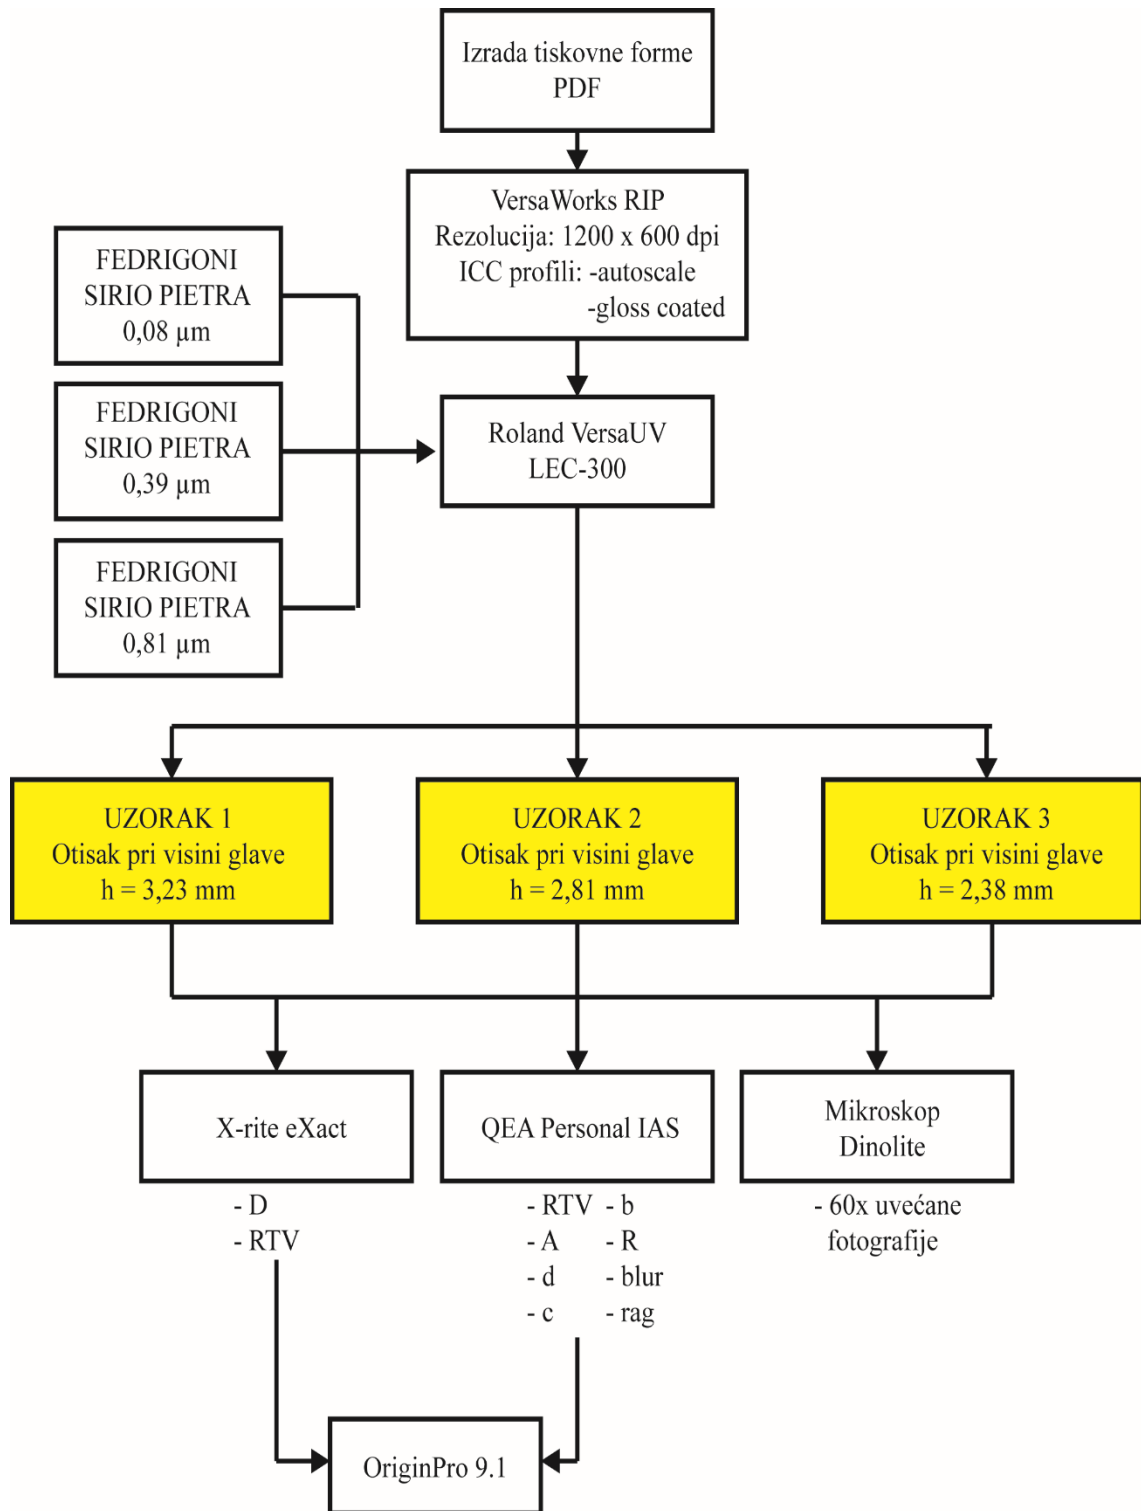 Izrada tiskovne forme
PDF
VersaWorks RIP
Rezolucija: 1200 x 600 dpi
ICC profili: -autoscale
-gloss coated
FEDRIGONI
SIRIO PIETRA
0,08 µm
FEDRIGONI
SIRIO PIETRA
0,39 µm
FEDRIGONI
SIRIO PIETRA
0,81 µm
Roland VersaUV
LEC-300
UZORAK 1
Otisak pri visini glave
h = 3,23 mm
UZORAK 2
Otisak pri visini glave
h = 2,81 mm
UZORAK 3
Otisak pri visini glave
h = 2,38 mm
X-rite eXact
- D
- RTV
QEA Personal IAS
- RTV - b
- A - R
- d - blur
- c - rag
Mikroskop
Dinolite
- 60x uvećane
fotografije
OriginPro 9.1